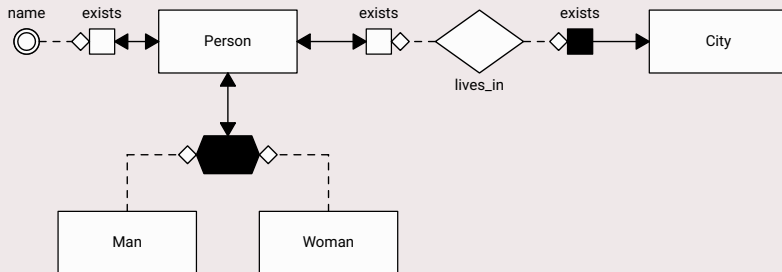 name
exists
exists
exists
Person
City
lives_in
Man
Woman